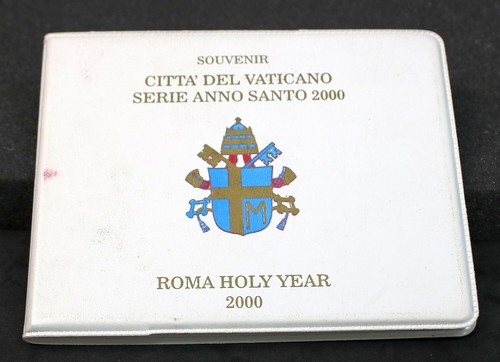 SOUVENIR
CITTA' DEL VATICANO
SERIE ANNO SANTO 2000
M
ROMA HOLY YEAR
2000